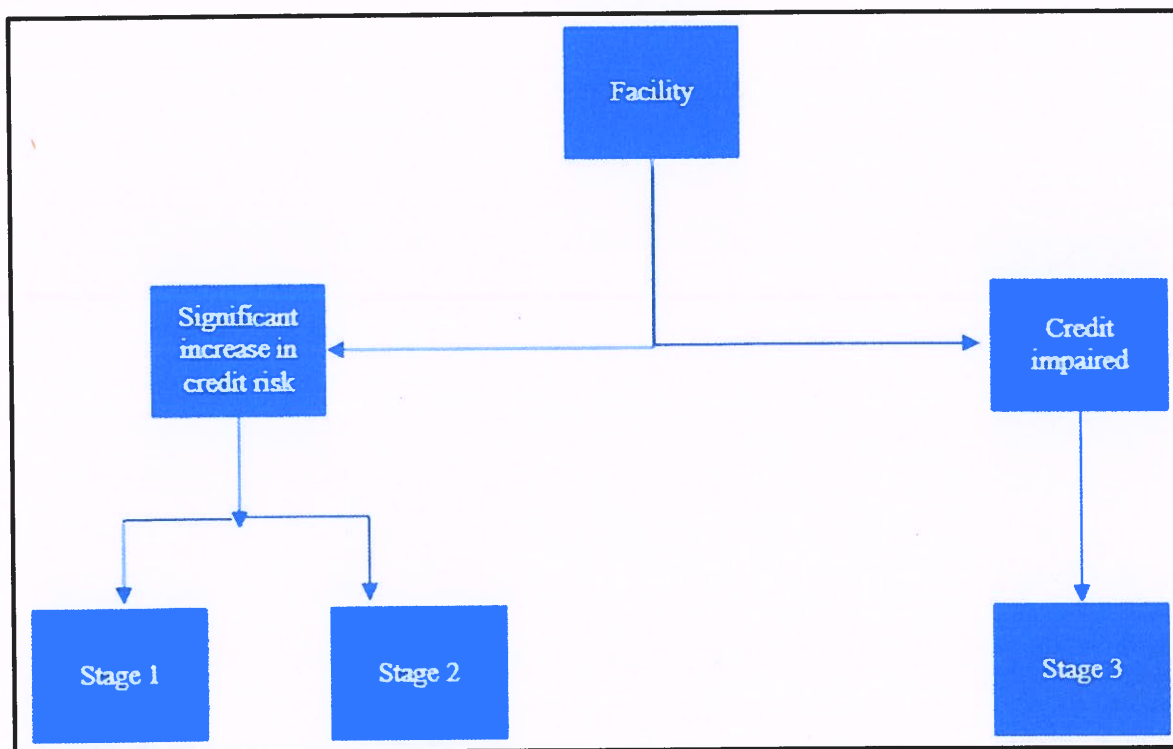 Facility
Significant
increase in
credit risk
Credit
impaired
Stage 1
Stage 2
Stage 3